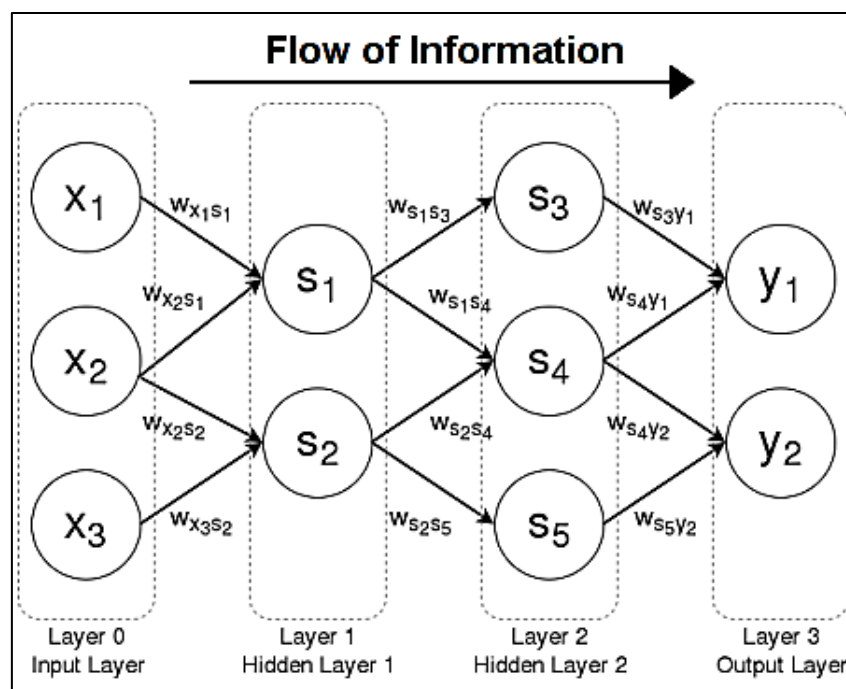 Flow of Information
x₁
x₂
x₃
wx₁s₁
wx₂s₁
wx₂s₂
wx₃s₂
s₁
s₂
ws₁s₃
ws₁s₄
ws₂s₄
ws₂s₅
s₃
s₄
s₅
ws₃y₁
ws₄y₁
ws₄y₂
ws₅y₂
y₁
y₂
Layer 0
Input Layer
Layer 1
Hidden Layer 1
Layer 2
Hidden Layer 2
Layer 3
Output Layer